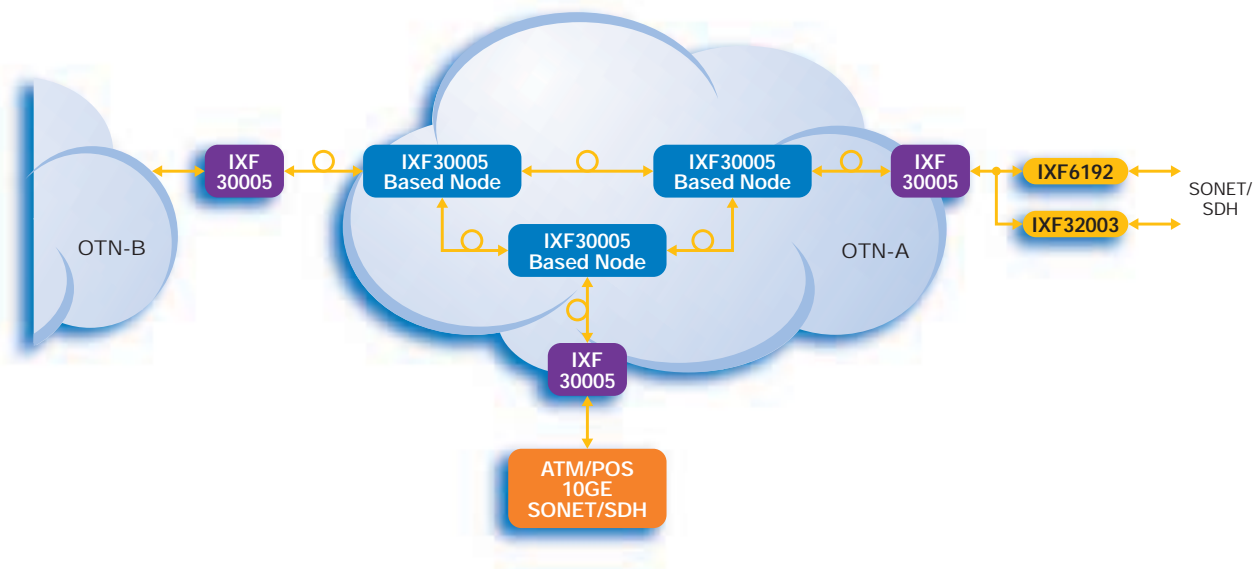 OTN-B
IXF
30005
IXF30005
Based Node
IXF30005
Based Node
IXF30005
Based Node
OTN-A
IXF
30005
IXF6192
IXF32003
SONET/
SDH
IXF
30005
ATM/POS
10GE
SONET/SDH